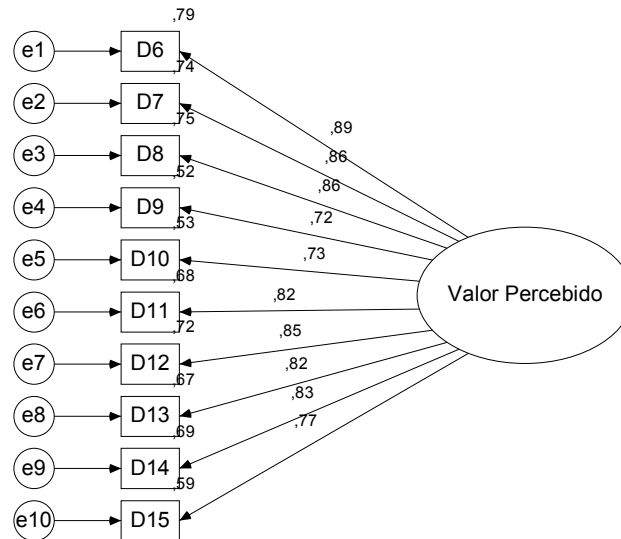 ,79
e1 D6
,74
,89
e2 D7
,75
,86
e3 D8
,86
,52
e4 D9
,72
,53
e5 D10
,73
,68
Valor Percebido
e6 D11
,82
,72
e7 D12
,85
,67
e8 D13
,82
,69
,83
e9 D14
,77
,59
e10 D15